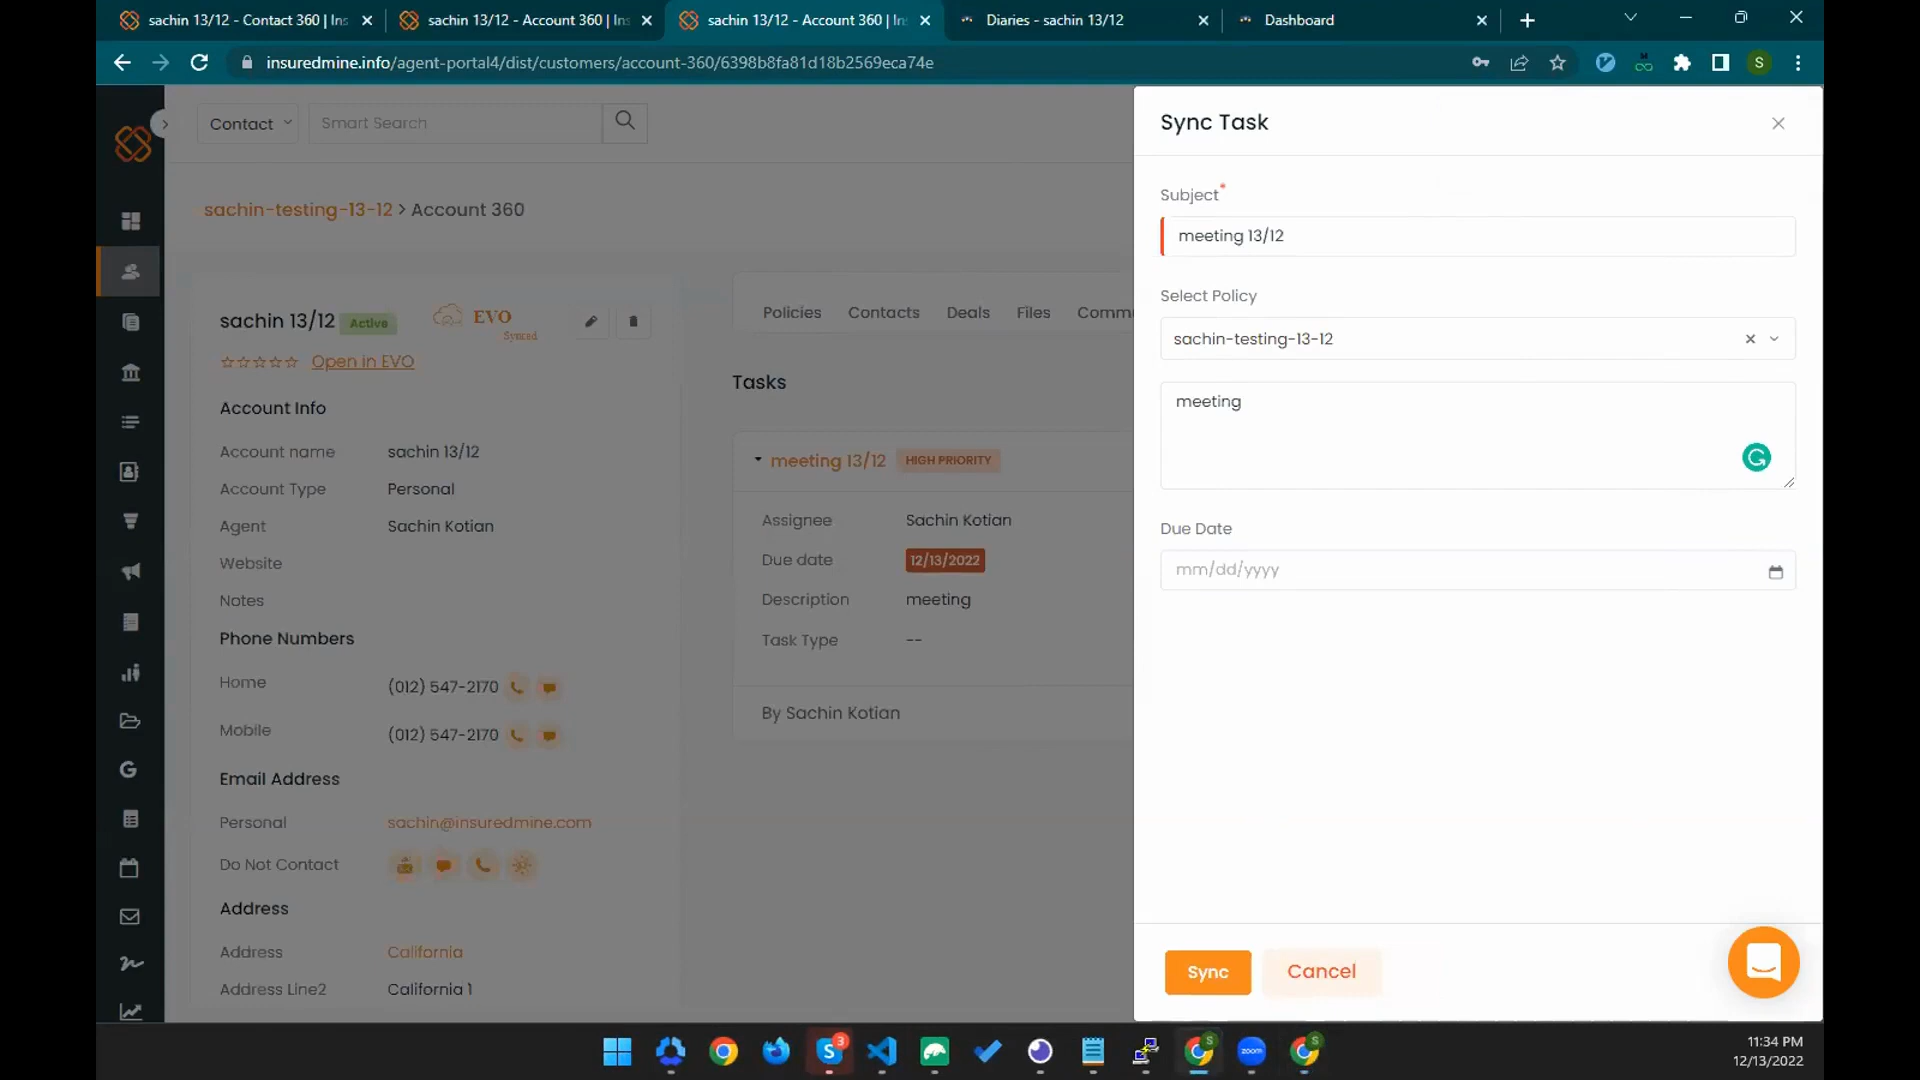 sachin 13/12 - Contact 360 | Ins
sachin 13/12 - Account 360 | In
sachin 13/12 - Account 360 | In
Diaries - sachin 13/12
Dashboard
insuredmine.info/agent-portal4/dist/customers/account-360/6398b8fa81d18b2569eca74e
S
Contact
Smart Search
sachin-testing-13-12 > Account 360
sachin 13/12 Active
EVO
Synced
Open in EVO
Account Info
Account name sachin 13/12
Account Type Personal
Agent Sachin Kotian
Website
Notes
Phone Numbers
Home (012) 547-2170
Mobile (012) 547-2170
Email Address
Personal sachin@insuredmine.com
Do Not Contact
Address
Address California
Address Line2 California 1
Policies Contacts Deals Files Commu
Tasks
meeting 13/12 HIGH PRIORITY
Assignee Sachin Kotian
Due date 12/13/2022
Description meeting
Task Type --
By Sachin Kotian
Sync Task
Subject*
meeting 13/12
Select Policy
sachin-testing-13-12
meeting
Due Date
mm/dd/yyyy
Sync Cancel
3
zoom
11:34 PM
12/13/2022